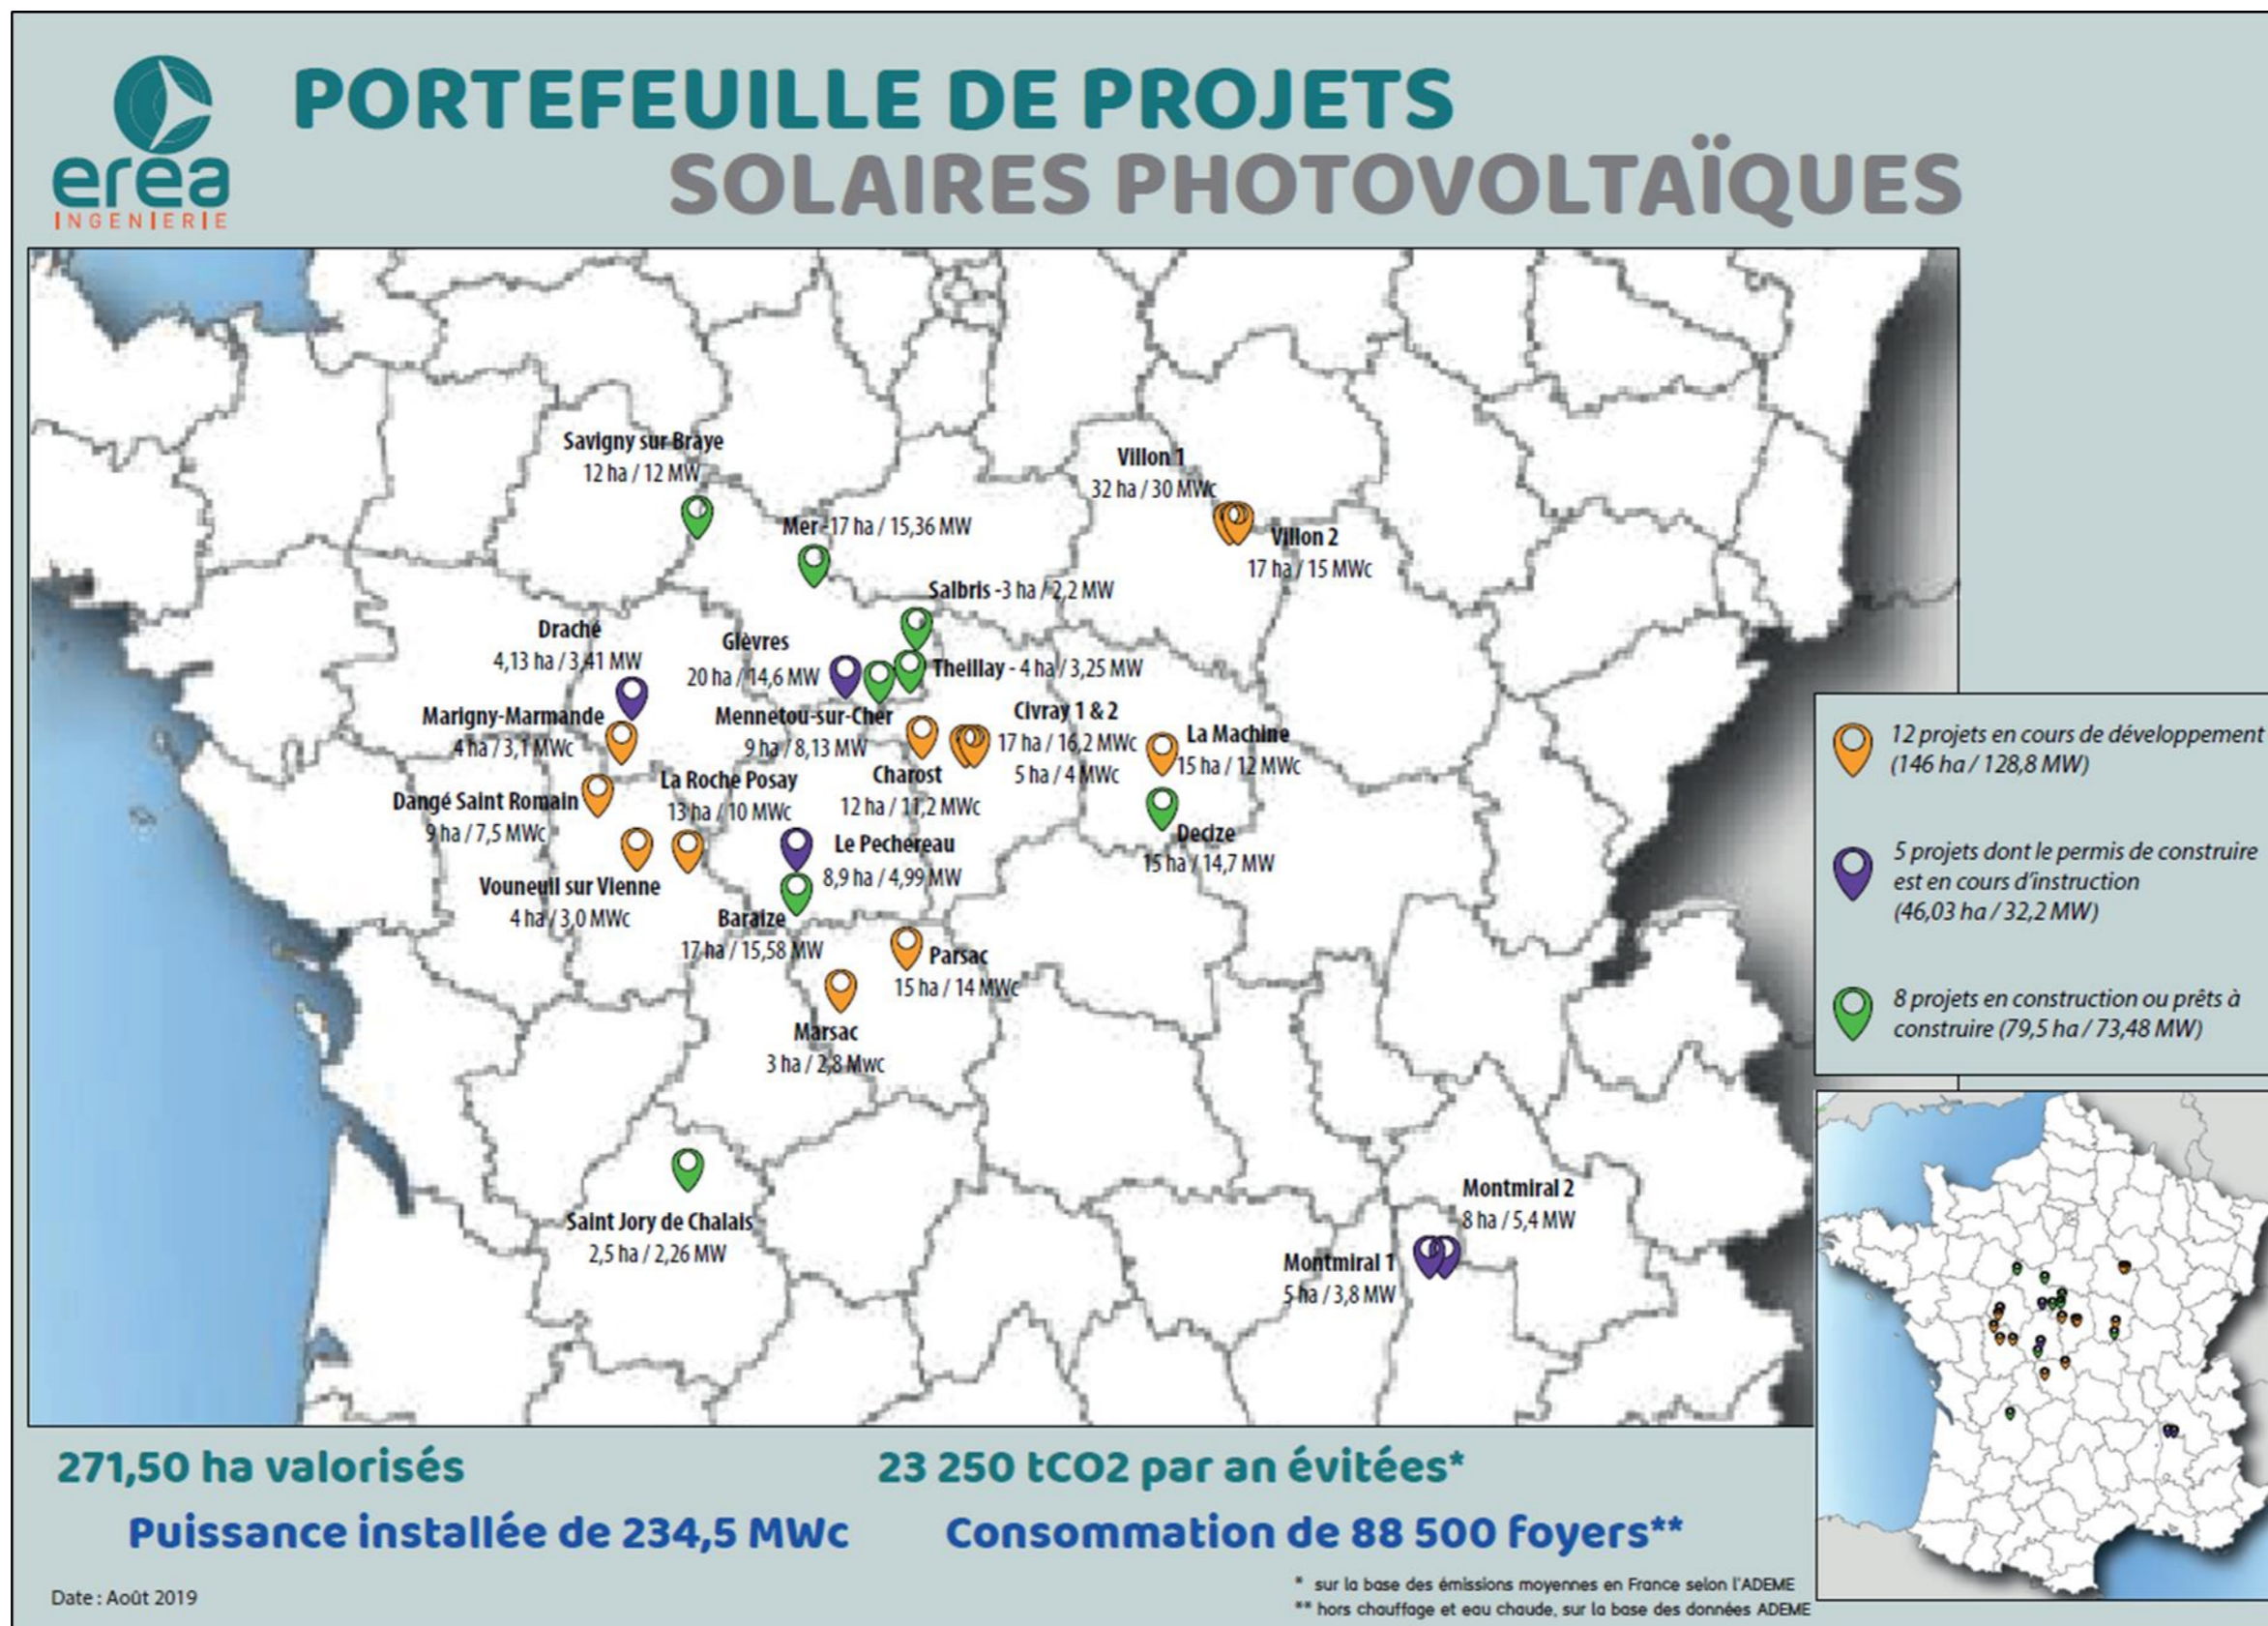 erea
INGENIERIE
PORTEFEUILLE DE PROJETS
SOLAIRES PHOTOVOLTAÏQUES
Savigny sur Braye
12 ha / 12 MW
Villon 1
32 ha / 30 MWc
Mer -17 ha / 15,36 MW
Villon 2
17 ha / 15 MWc
Salbris -3 ha / 2,2 MW
Draché
4,13 ha / 3,41 MW
Gièvres
20 ha / 14,6 MW
Theillay - 4 ha / 3,25 MW
Marigny-Marmande
4 ha / 3,1 MWc
Mennetou-sur-Cher
9 ha / 8,13 MW
Civray 1 & 2
17 ha / 16,2 MWc
5 ha / 4 MWc
La Machine
15 ha / 12 MWc
Charost
12 ha / 11,2 MWc
La Roche Posay
13 ha / 10 MWc
Dangé Saint Romain
9 ha / 7,5 MWc
Decize
15 ha / 14,7 MW
Le Pechereau
8,9 ha / 4,99 MW
Vouneuil sur Vienne
4 ha / 3,0 MWc
Baraize
17 ha / 15,58 MW
Parsac
15 ha / 14 MWc
Marsac
3 ha / 2,8 Mwc
Saint Jory de Chalais
2,5 ha / 2,26 MW
Montmiral 2
8 ha / 5,4 MW
Montmiral 1
5 ha / 3,8 MW
12 projets en cours de développement
(146 ha / 128,8 MW)
5 projets dont le permis de construire
est en cours d'instruction
(46,03 ha / 32,2 MW)
8 projets en construction ou prêts à
construire (79,5 ha / 73,48 MW)
271,50 ha valorisés
23 250 tCO2 par an évitées*
Puissance installée de 234,5 MWc
Consommation de 88 500 foyers**
Date : Août 2019
* sur la base des émissions moyennes en France selon l'ADEME
** hors chauffage et eau chaude, sur la base des données ADEME